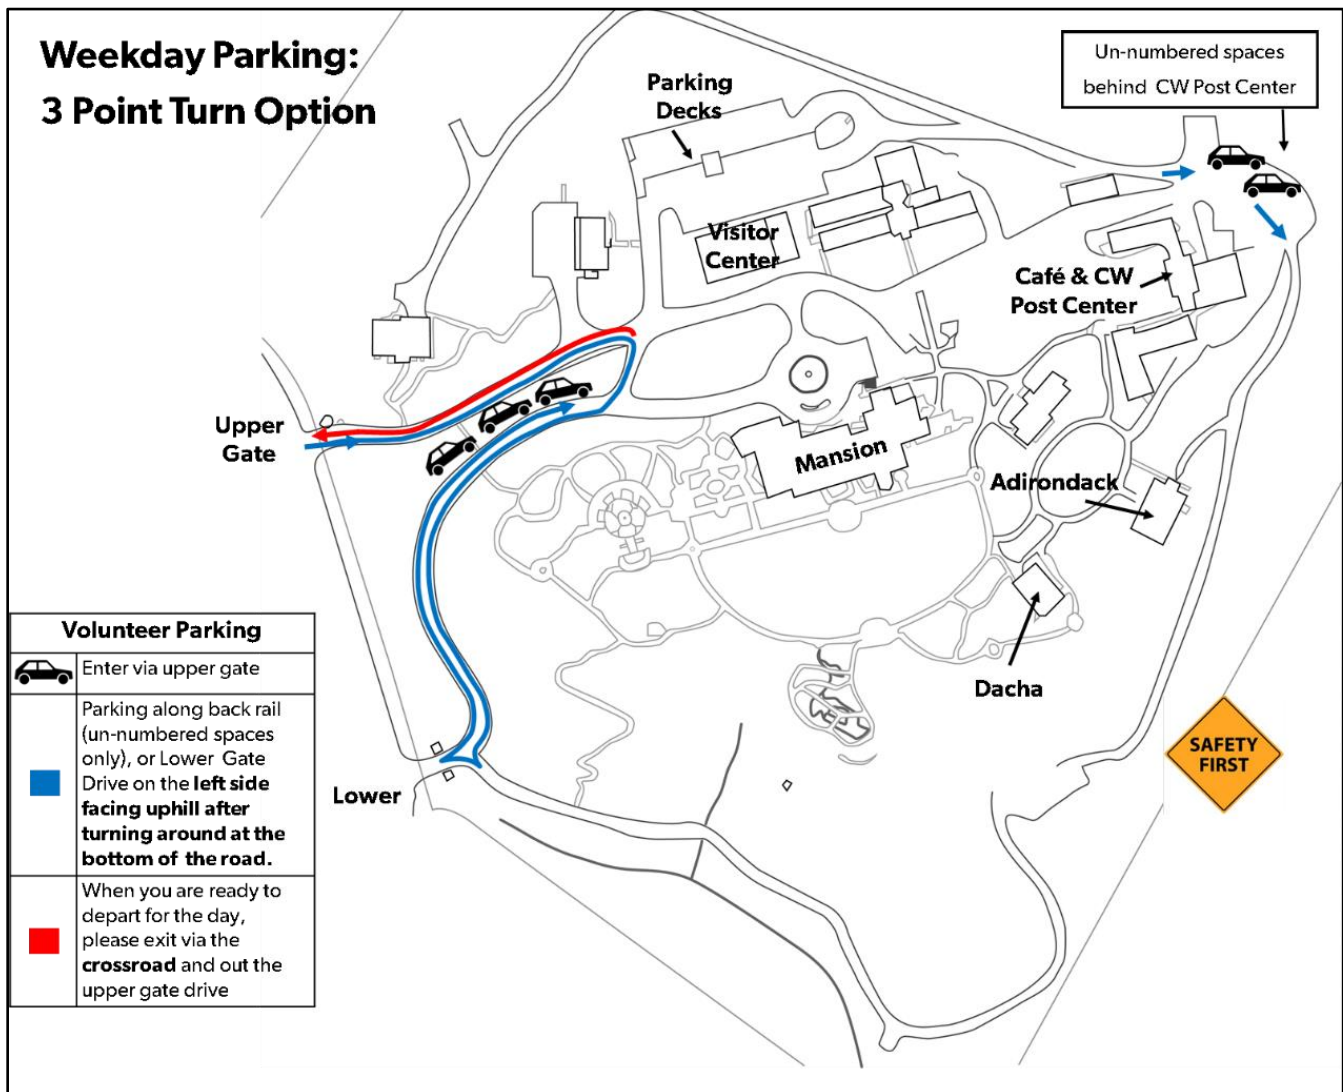 Weekday Parking:
3 Point Turn Option
Un-numbered spaces
behind CW Post Center
Parking
Decks
Visitor
Center
Café & CW
Post Center
Upper
Gate
Mansion
Adirondack
Dacha
Lower
SAFETY
FIRST
Volunteer Parking
Enter via upper gate
Parking along back rail
(un-numbered spaces
only), or Lower Gate
Drive on the left side
facing uphill after
turning around at the
bottom of the road.
When you are ready to
depart for the day,
please exit via the
crossroad and out the
upper gate drive